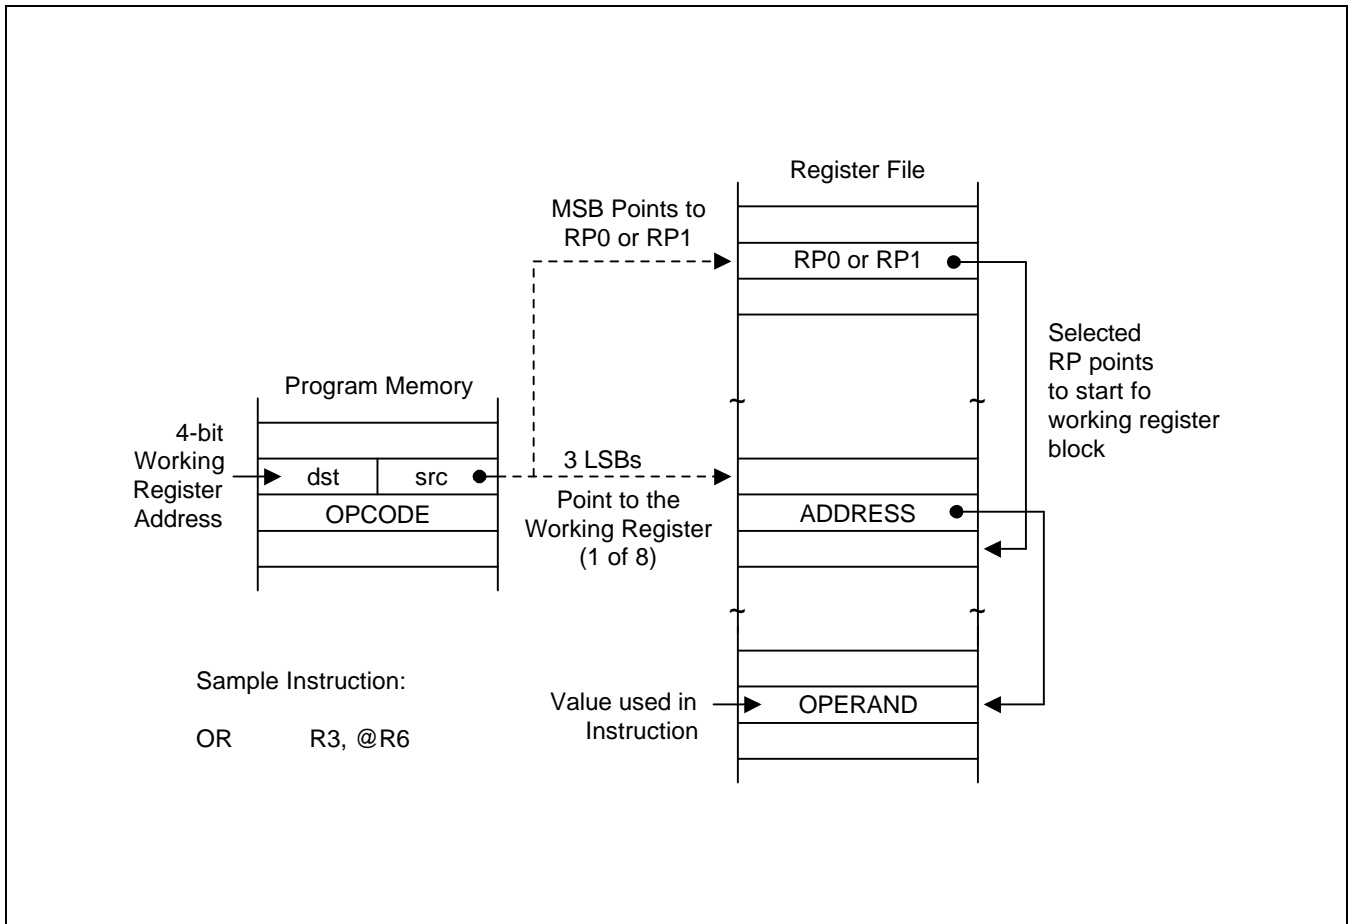 Register File
MSB Points to
RP0 or RP1
RP0 or RP1
Selected
RP points
to start fo
working register
block
Program Memory
4-bit
Working
Register
Address
dst
src
OPCODE
3 LSBs
Point to the
Working Register
(1 of 8)
ADDRESS
~
~
~
~
Sample Instruction:
OR R3, @R6
Value used in
Instruction
OPERAND